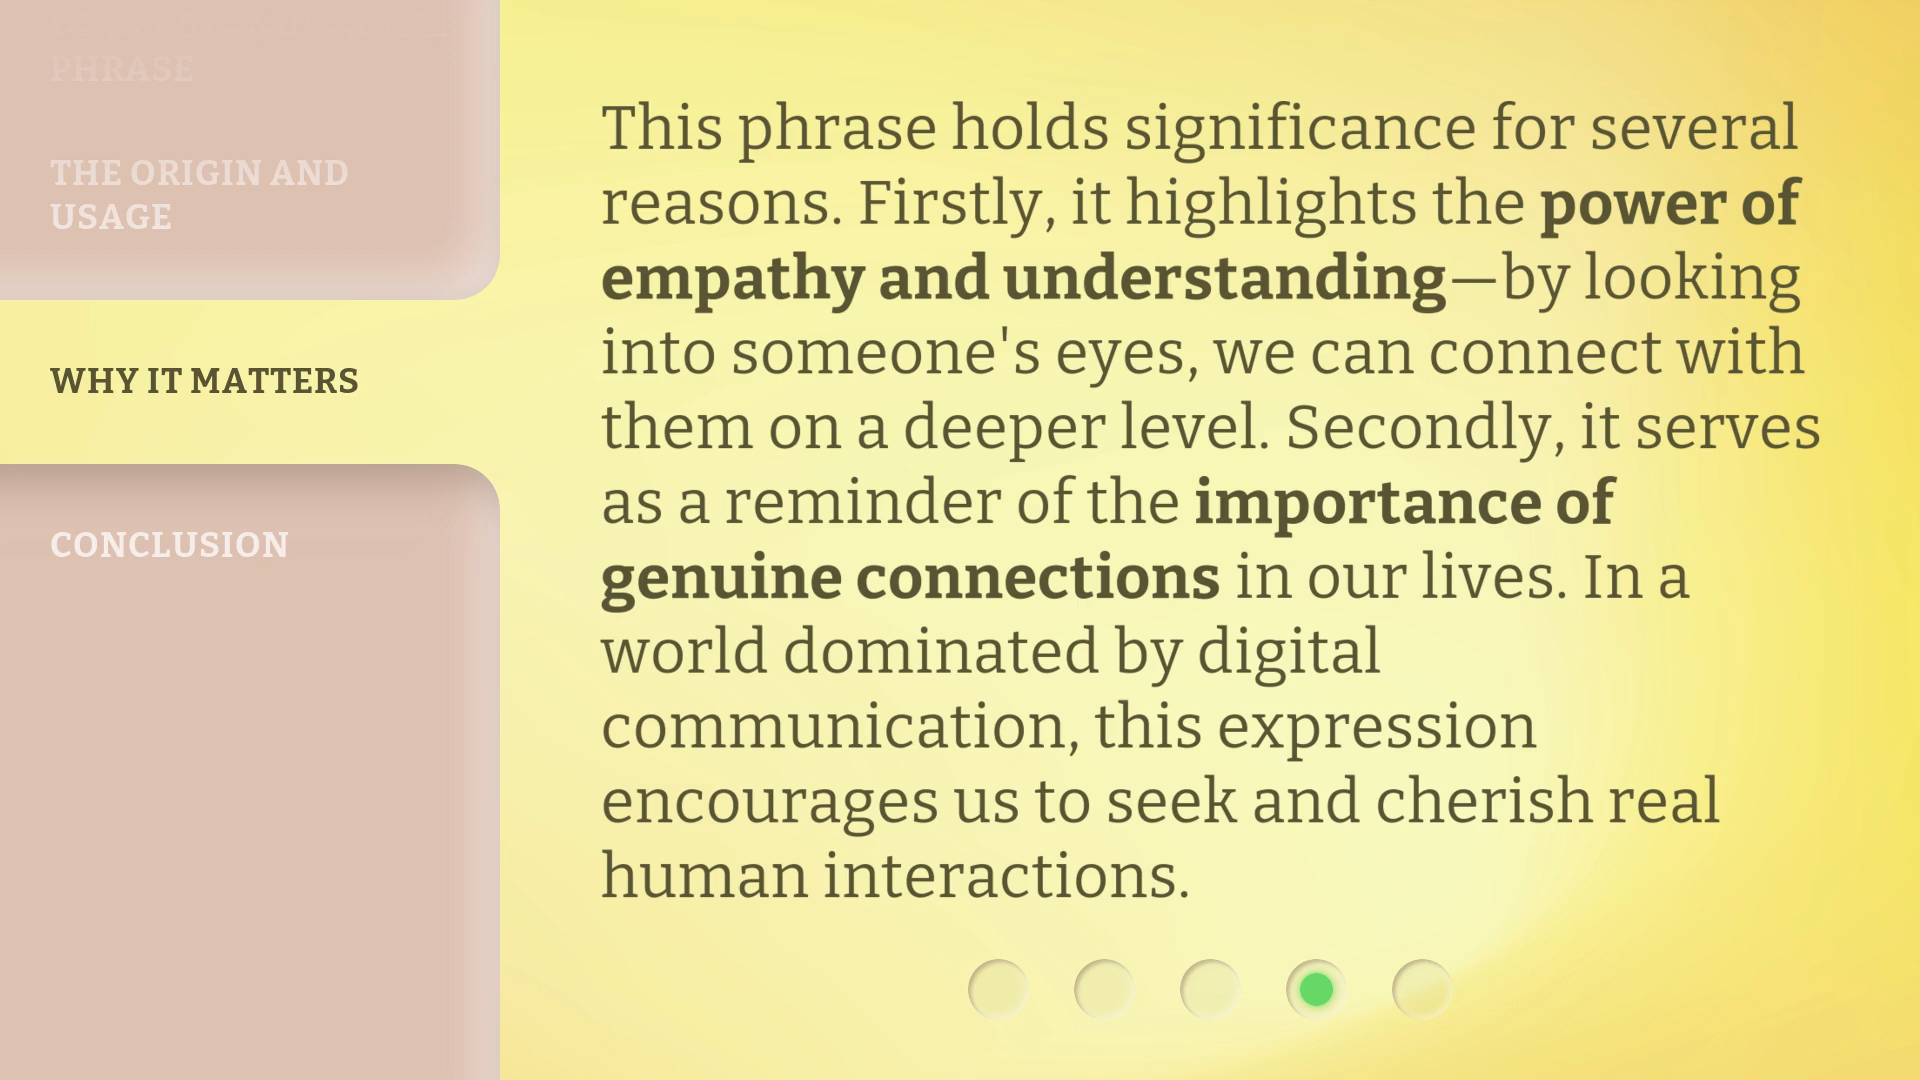 PHRASE
THE ORIGIN AND
USAGE
WHY IT MATTERS
CONCLUSION
This phrase holds significance for several
reasons. Firstly, it highlights the power of
empathy and understanding—by looking
into someone's eyes, we can connect with
them on a deeper level. Secondly, it serves
as a reminder of the importance of
genuine connections in our lives. In a
world dominated by digital
communication, this expression
encourages us to seek and cherish real
human interactions.